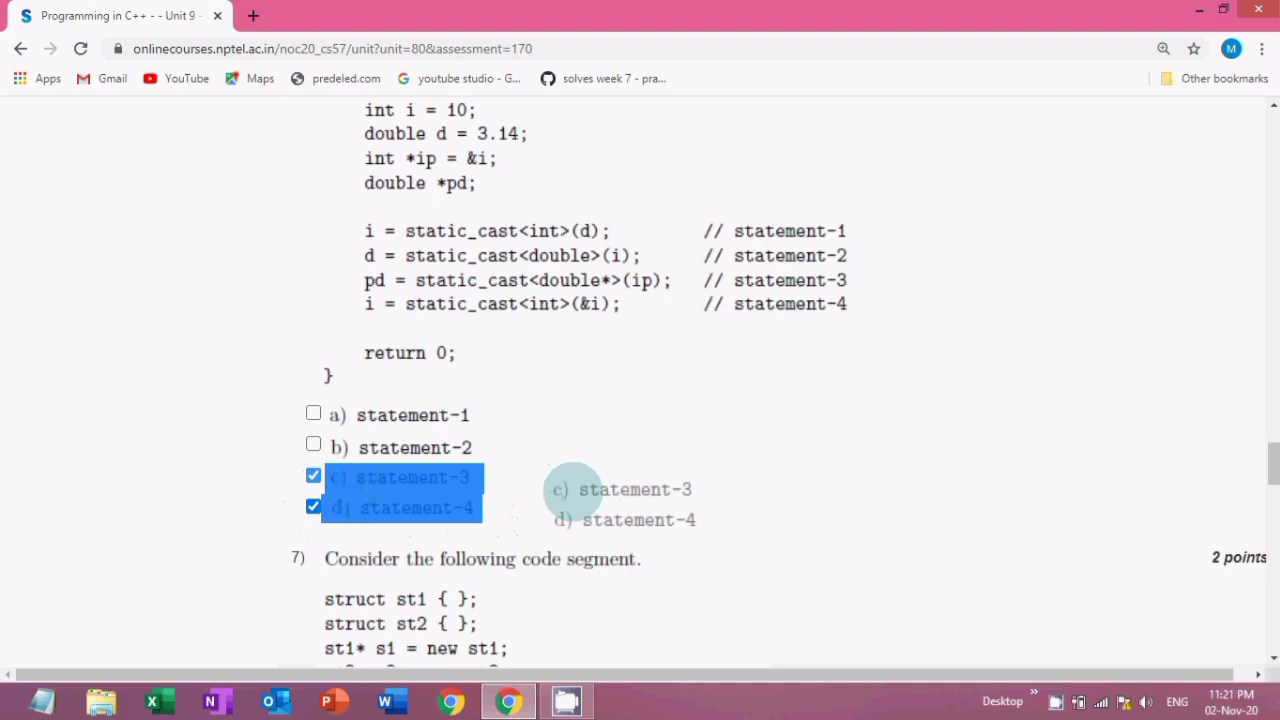 Programming in C++ - - Unit 9 -
onlinecourses.nptel.ac.in/noc20_cs57/unit?unit=80&assessment=170
M
Apps Gmail YouTube Maps predeled.com youtube studio - G... solves week 7 - pra... Other bookmarks
int i = 10;
double d = 3.14;
int *ip = &i;
double *pd;
i = static_cast<int>(d); // statement-1
d = static_cast<double>(i); // statement-2
pd = static_cast<double*>(ip); // statement-3
i = static_cast<int>(&i); // statement-4
return 0;
}
a) statement-1
b) statement-2
c) statement-3
d) statement-4
c) statement-3
d) statement-4
7) Consider the following code segment. 2 points
struct st1 { };
struct st2 { };
st1* s1 = new st1;
Desktop ENG 11:21 PM
02-Nov-20